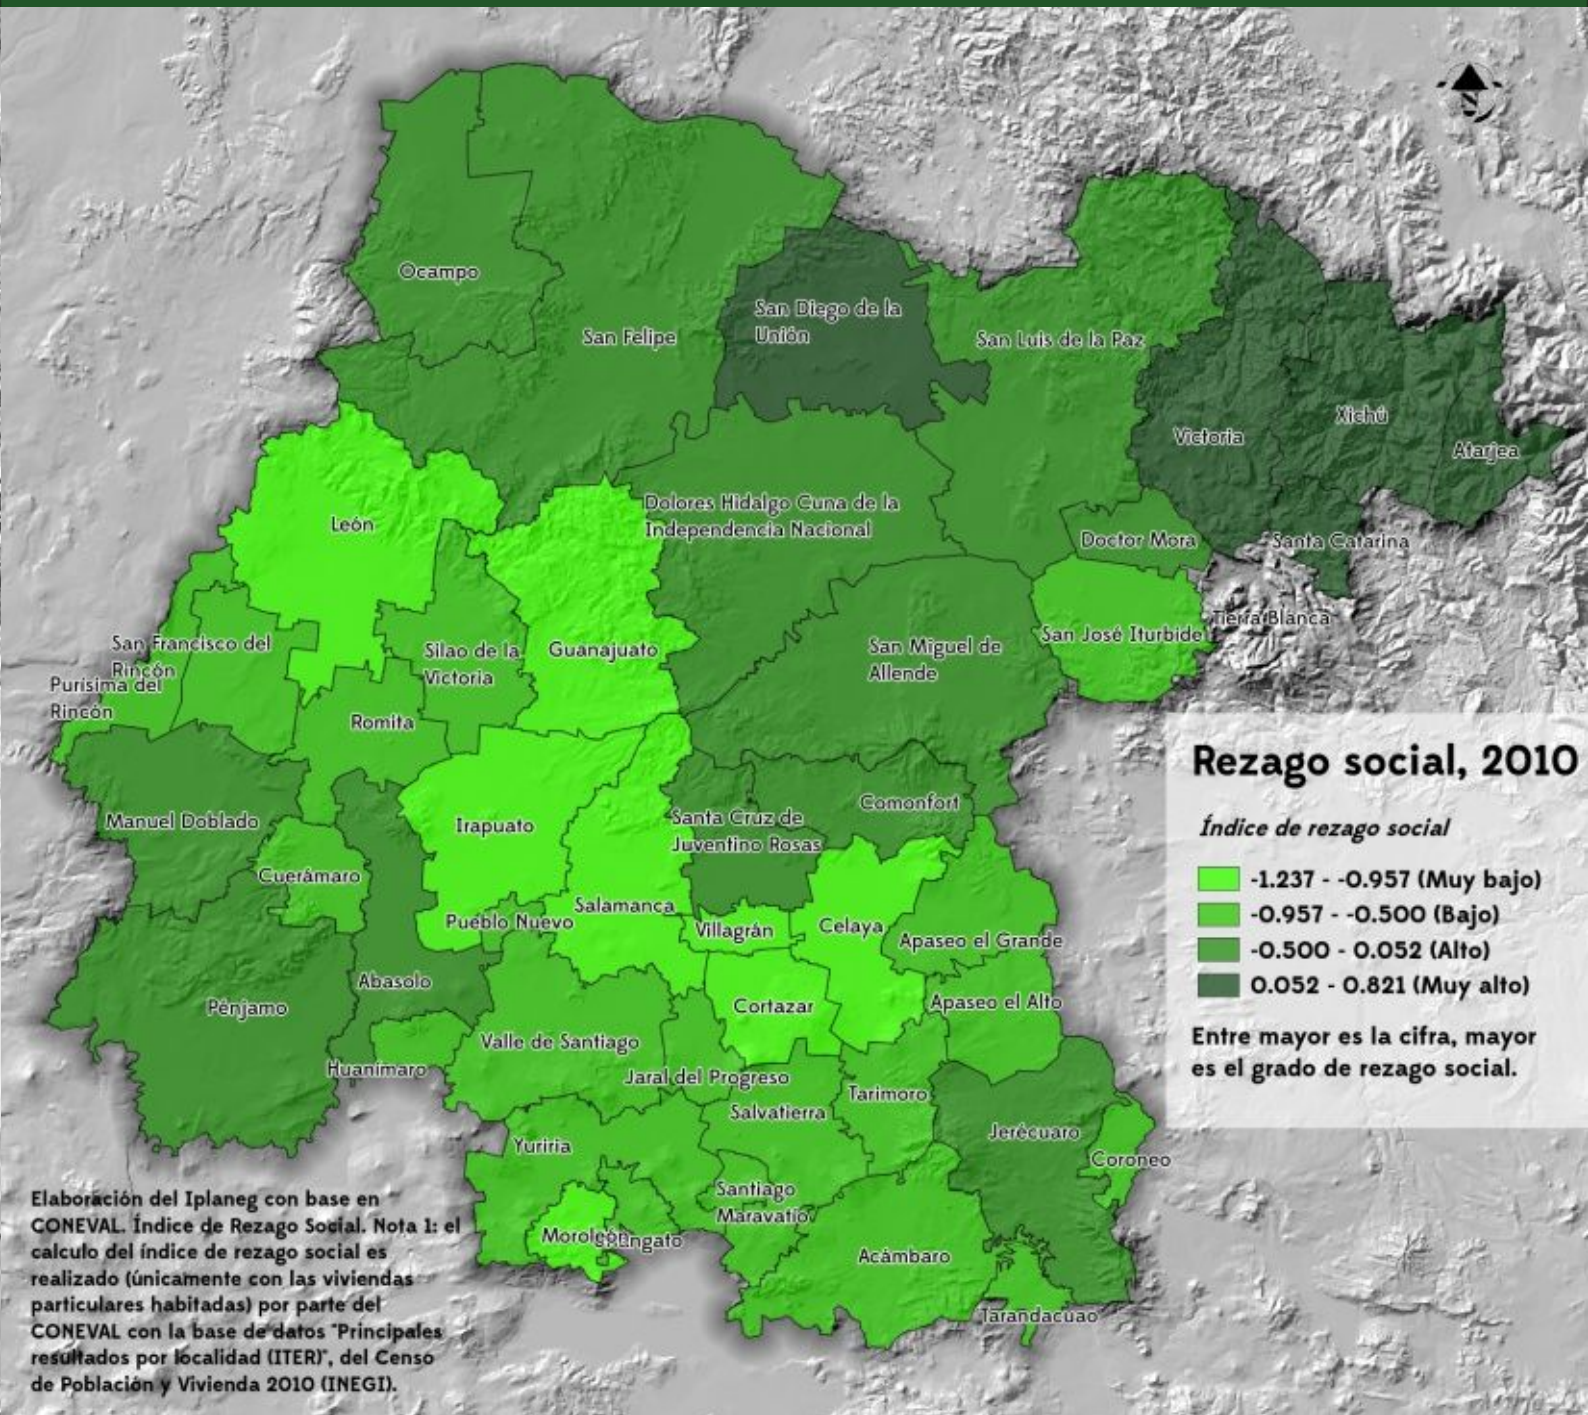 Ocampo
San Felipe
San Diego de la
Unión
San Luis de la Paz
Victoria
Xichú
Atarjea
León
Dolores Hidalgo Cuna de la
Independencia Nacional
Doctor Mora
Santa Catarina
Tierra Blanca
San José Iturbide
San Francisco del
Rincón
Purísima del
Rincón
Silao de la
Victoria
Guanajuato
San Miguel de
Allende
Romita
Rezago social, 2010
Índice de rezago social
-1.237 - -0.957 (Muy bajo)
-0.957 - -0.500 (Bajo)
-0.500 - 0.052 (Alto)
0.052 - 0.821 (Muy alto)
Entre mayor es la cifra, mayor
es el grado de rezago social.
Manuel Doblado
Irapuato
Santa Cruz de
Juventino Rosas
Comonfort
Cuerámaro
Pueblo Nuevo
Salamanca
Villagrán
Celaya
Apaseo el Grande
Abasolo
Pénjamo
Cortazar
Apaseo el Alto
Valle de Santiago
Huanímaro
Jaral del Progreso
Salvatierra
Tarimoro
Jerécuaro
Coroneo
Yuriria
Santiago
Maravatío
Moroleón
Acámbaro
Tarandacuao
Elaboración del Iplaneg con base en
CONEVAL. Índice de Rezago Social. Nota 1: el
calculo del índice de rezago social es
realizado (únicamente con las viviendas
particulares habitadas) por parte del
CONEVAL con la base de datos "Principales
resultados por localidad (ITER)", del Censo
de Población y Vivienda 2010 (INEGI).